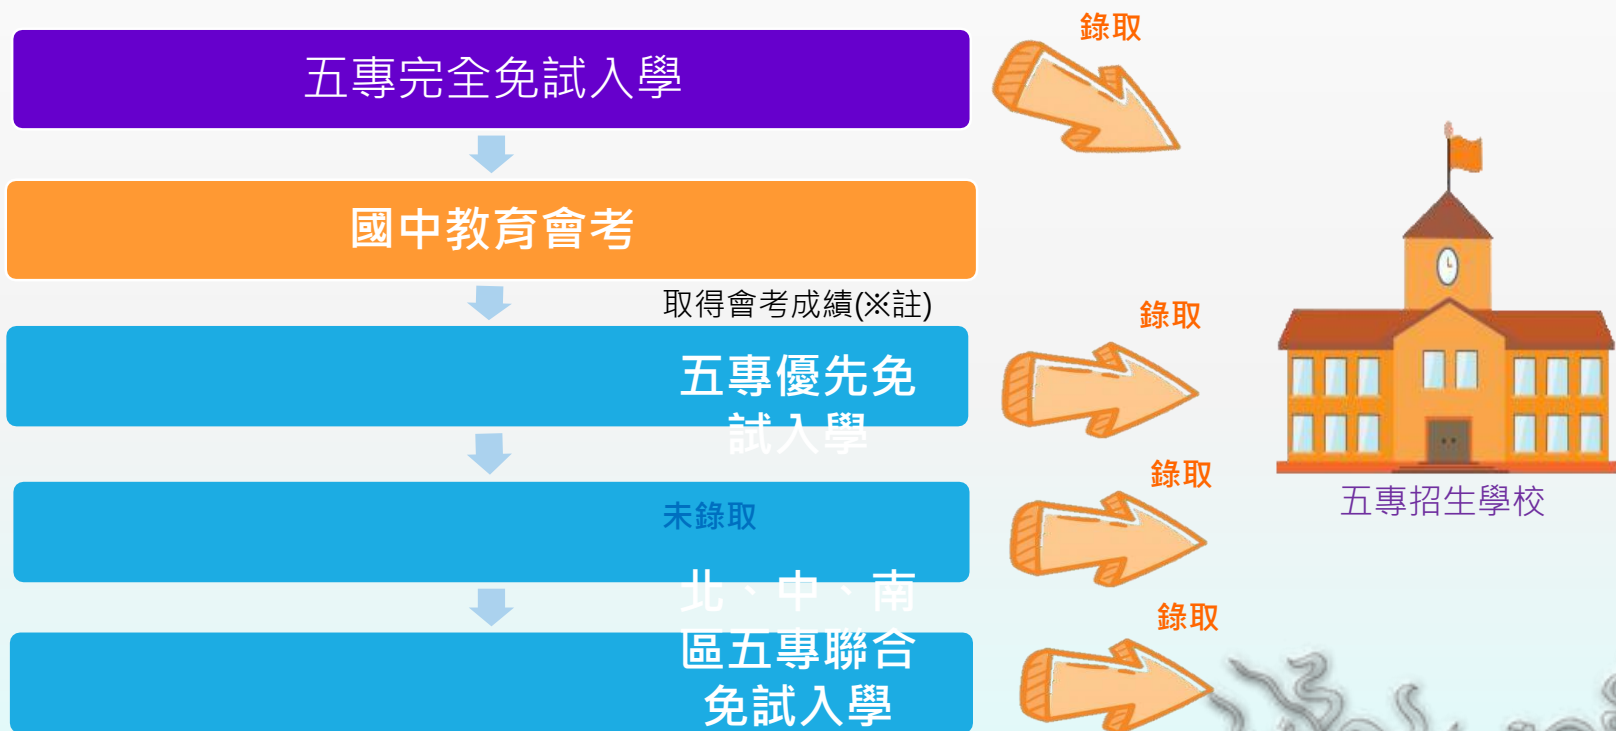 錄取
五專完全免試入學
國中教育會考
取得會考成績(※註)
錄取
五專優先免
試入學
錄取
五專招生學校
未錄取
北、中、南
錄取
區五專聯合
免試入學